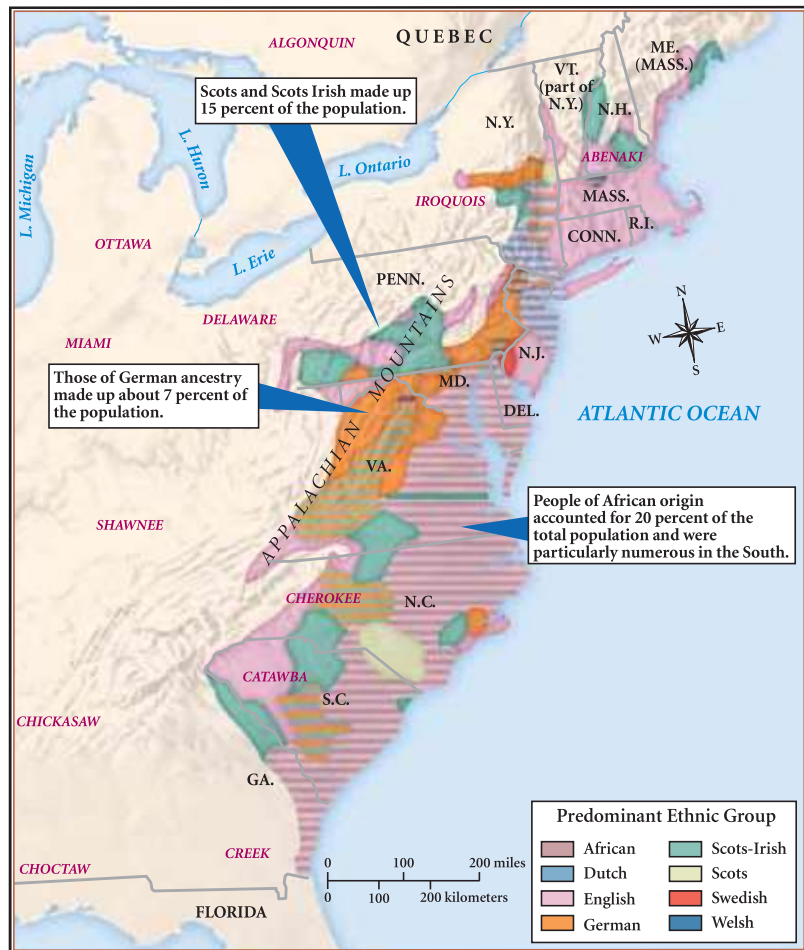 ALGONQUIN
QUEBEC
ME.
(MASS.)
VT.
(part of
N.Y.)
N.H.
Scots and Scots Irish made up
15 percent of the population.
N.Y.
L. Huron
L. Michigan
L. Ontario
ABENAKI
IROQUOIS
MASS.
R.I.
CONN.
OTTAWA
L. Erie
PENN.
DELAWARE
MIAMI
N
W
E
S
N.J.
Those of German ancestry
made up about 7 percent of
the population.
MD.
DEL.
ATLANTIC OCEAN
APPALACHIAN MOUNTAINS
VA.
SHAWNEE
People of African origin
accounted for 20 percent of the
total population and were
particularly numerous in the South.
CHEROKEE
N.C.
CATAWBA
S.C.
CHICKASAW
GA.
CREEK
CHOCTAW
FLORIDA
0 100 200 miles
0 100 200 kilometers
Predominant Ethnic Group
African
Dutch
English
German
Scots-Irish
Scots
Swedish
Welsh